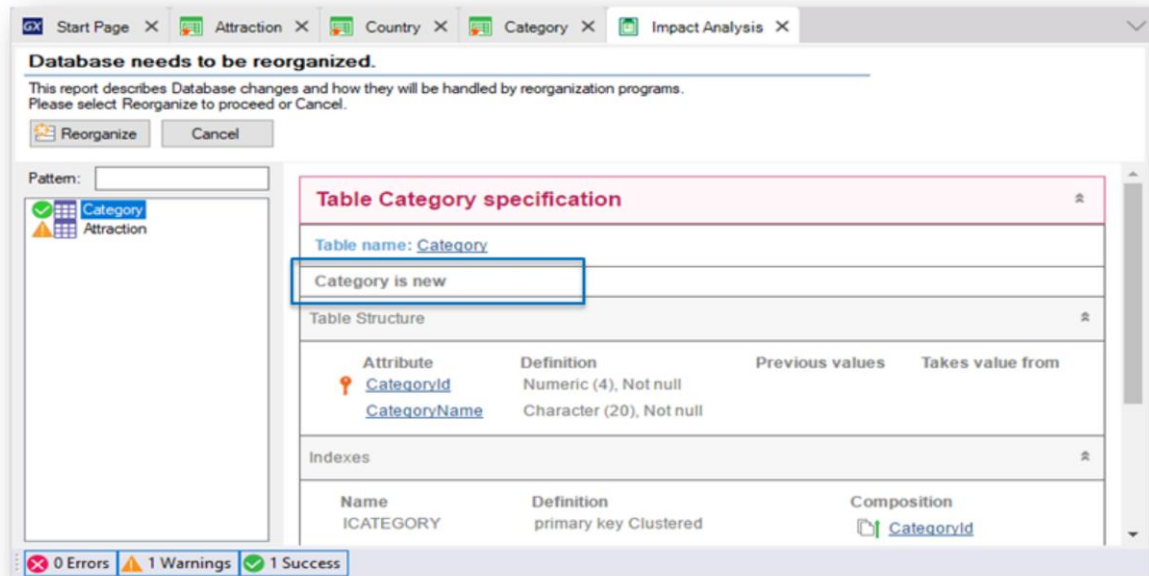 GX Start Page X Attraction X Country X Category X Impact Analysis X
Database needs to be reorganized.
This report describes Database changes and how they will be handled by reorganization programs.
Please select Reorganize to proceed or Cancel.
Reorganize Cancel
Pattern:
Category
Attraction
Table Category specification
Table name: Category
Category is new
Table Structure
Attribute Definition Previous values Takes value from
CategoryId Numeric (4), Not null
CategoryName Character (20), Not null
Indexes
Name Definition Composition
ICATEGORY primary key Clustered CategoryId
0 Errors 1 Warnings 1 Success